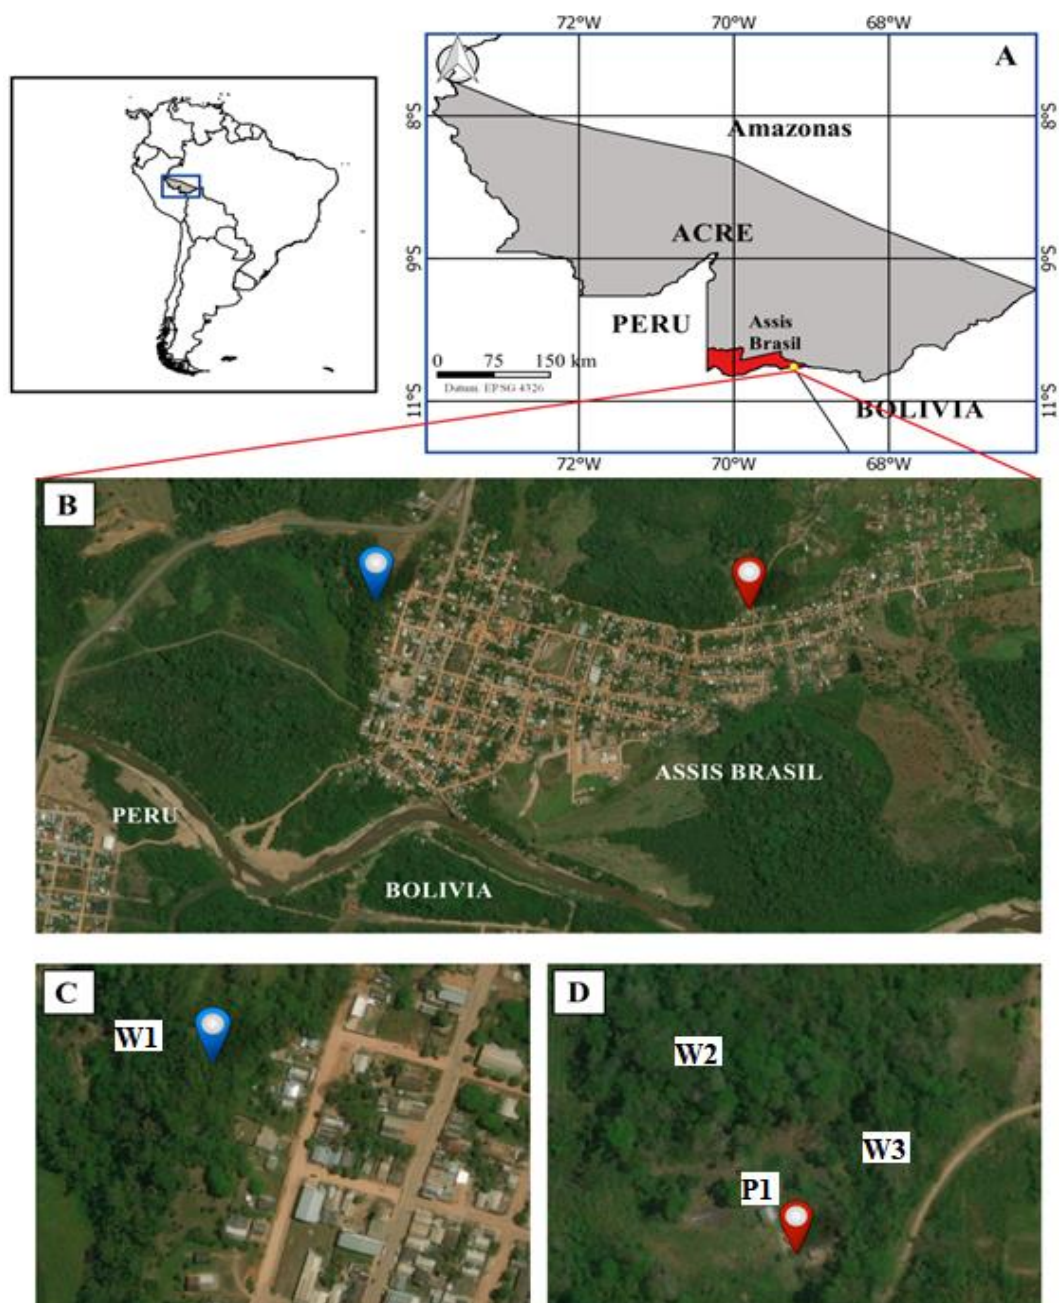 72°W 70°W 68°W
A
8°S 8°S
Amazonas
ACRE
9°S 9°S
PERU
Assis
Brasil
0 75 150 km
Datum. EPSG 4326
11°S 11°S
BOLIVIA
72°W 70°W 68°W
B
ASSIS BRASIL
PERU
BOLIVIA
C
W1
D
W2
W3
P1